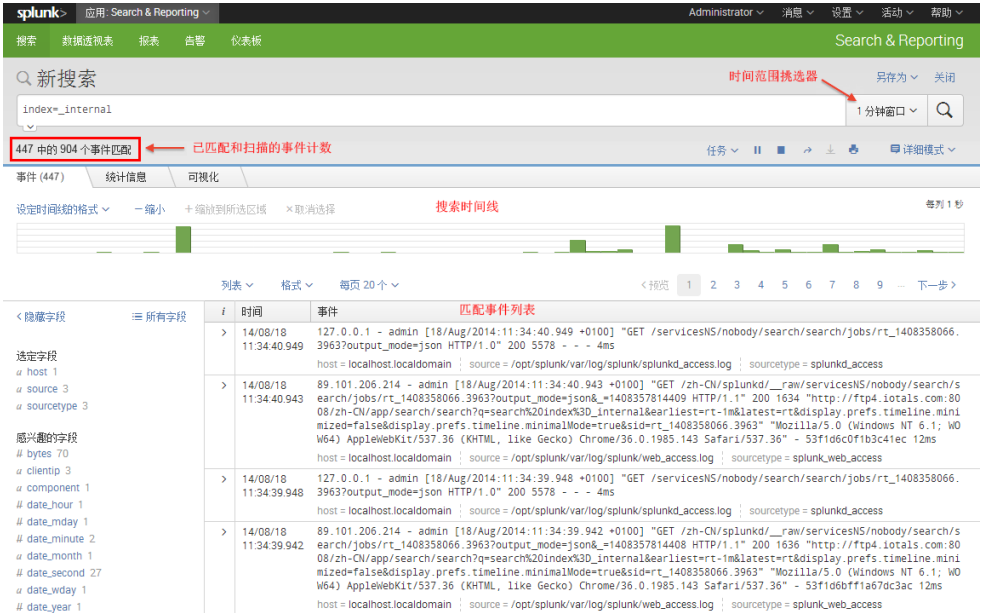 splunk> 应用: Search & Reporting Administrator 消息 设置 活动 帮助
搜索 数据透视表 报表 告警 仪表板 Search & Reporting
新搜索 时间范围挑选器 另存为 关闭
index=_internal 1 分钟窗口
447 中的 904 个事件匹配 已匹配和扫描的事件计数 任务 详细模式
事件 (447) 统计信息 可视化
设定时间线的格式 — 缩小 + 缩放到所选区域 × 取消选择 搜索时间线 每列 1 秒
列表 格式 每页 20 个 <预览 1 2 3 4 5 6 7 8 9 ... 下一步>
<隐藏字段 所有字段 i 时间 事件 匹配事件列表
选定字段
a host 1
a source 3
a sourcetype 3
感兴趣的字段
# bytes 70
a clientip 3
a component 1
# date_hour 1
# date_mday 1
# date_minute 2
a date_month 1
# date_second 27
a date_wday 1
# date_year 1
> 14/08/18 11:34:40.949
127.0.0.1 - admin [18/Aug/2014:11:34:40.949 +0100] "GET /servicesNS/nobody/search/search/jobs/rt_1408358066.
3963?output_mode=json HTTP/1.0" 200 5578 - - - 4ms
host = localhost.localdomain source = /opt/splunk/var/log/splunk/splunkd_access.log sourcetype = splunkd_access
> 14/08/18 11:34:40.943
89.101.206.214 - admin [18/Aug/2014:11:34:40.943 +0100] "GET /zh-CN/splunkd/__raw/servicesNS/nobody/search/s
earch/jobs/rt_1408358066.3963?output_mode=json&_=1408357814409 HTTP/1.1" 200 1634 "http://ftp4.iotals.com:80
08/zh-CN/app/search/search?q=search%20index%3D_internal&earliest=rt-1m&latest=rt&display.prefs.timeline.mini
mized=false&display.prefs.timeline.minimalMode=true&sid=rt_1408358066.3963" "Mozilla/5.0 (Windows NT 6.1; WO
W64) AppleWebKit/537.36 (KHTML, like Gecko) Chrome/36.0.1985.143 Safari/537.36" - 53f1d6c0f1b3c41ec 12ms
host = localhost.localdomain source = /opt/splunk/var/log/splunk/web_access.log sourcetype = splunk_web_access
> 14/08/18 11:34:39.948
127.0.0.1 - admin [18/Aug/2014:11:34:39.948 +0100] "GET /servicesNS/nobody/search/search/jobs/rt_1408358066.
3963?output_mode=json HTTP/1.0" 200 5578 - - - 4ms
host = localhost.localdomain source = /opt/splunk/var/log/splunk/splunkd_access.log sourcetype = splunkd_access
> 14/08/18 11:34:39.942
89.101.206.214 - admin [18/Aug/2014:11:34:39.942 +0100] "GET /zh-CN/splunkd/__raw/servicesNS/nobody/search/s
earch/jobs/rt_1408358066.3963?output_mode=json&_=1408357814408 HTTP/1.1" 200 1636 "http://ftp4.iotals.com:80
08/zh-CN/app/search/search?q=search%20index%3D_internal&earliest=rt-1m&latest=rt&display.prefs.timeline.mini
mized=false&display.prefs.timeline.minimalMode=true&sid=rt_1408358066.3963" "Mozilla/5.0 (Windows NT 6.1; WO
W64) AppleWebKit/537.36 (KHTML, like Gecko) Chrome/36.0.1985.143 Safari/537.36" - 53f1d6bff1a67dc3ac 12ms
host = localhost.localdomain source = /opt/splunk/var/log/splunk/web_access.log sourcetype = splunk_web_access